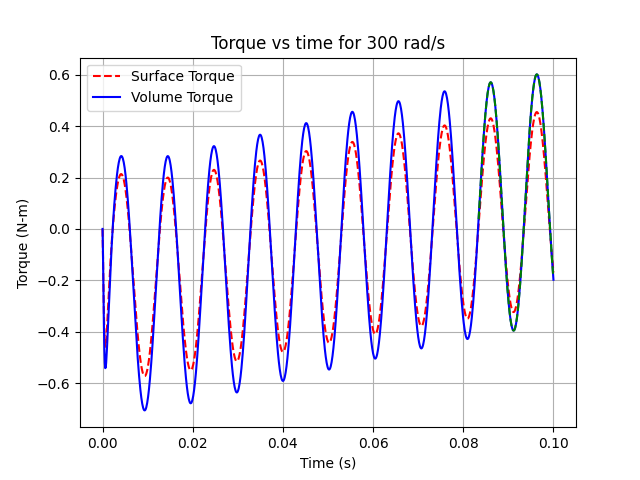 Torque vs time for 300 rad/s
Surface Torque
Volume Torque
Torque (N-m)
0.6
0.4
0.2
0.0
−0.2
−0.4
−0.6
0.00 0.02 0.04 0.06 0.08 0.10
Time (s)